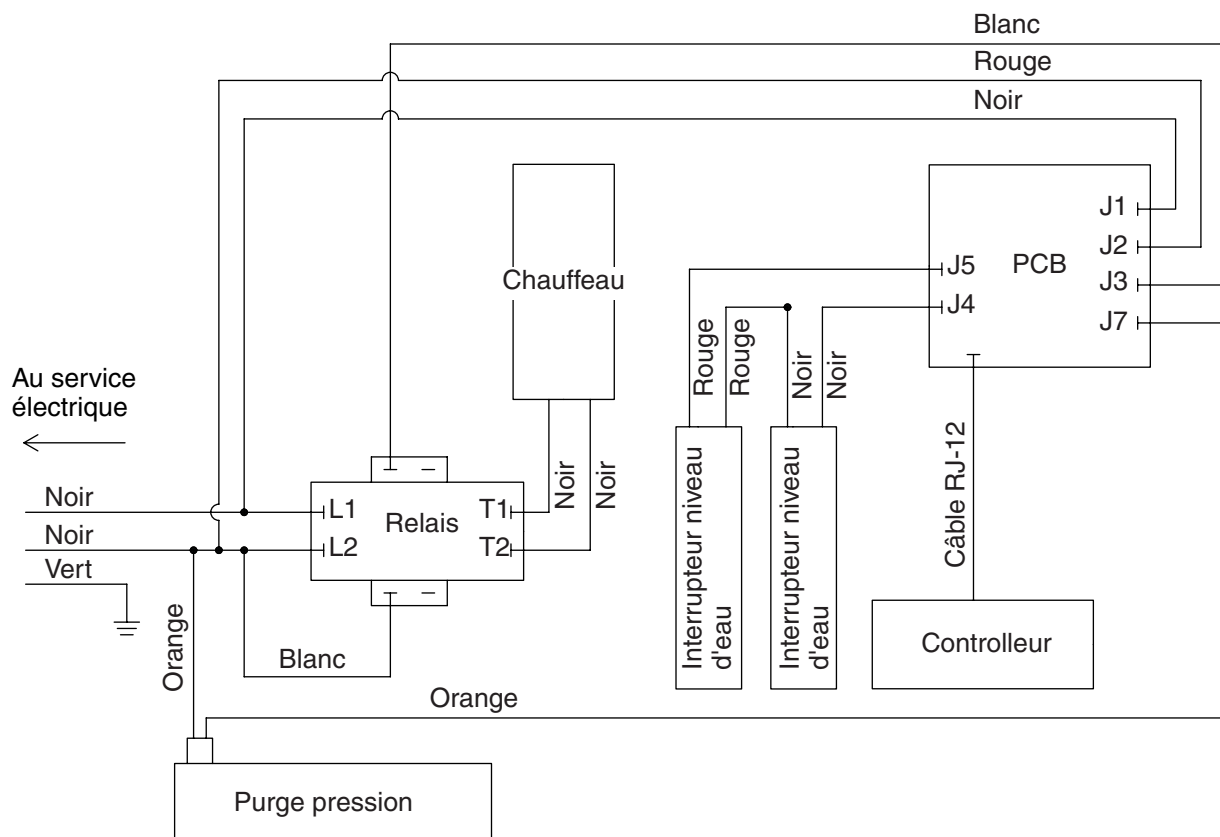 Blanc
Rouge
Noir
Chauffeau
PCB
J1
J2
J3
J7
J5
J4
Rouge
Rouge
Noir
Noir
Au service
électrique
Noir
Noir
Vert
L1
L2
Relais
T1
T2
Noir
Noir
Interrupteur niveau
d'eau
Interrupteur niveau
d'eau
Câble RJ-12
Controlleur
Orange
Blanc
Orange
Purge pression